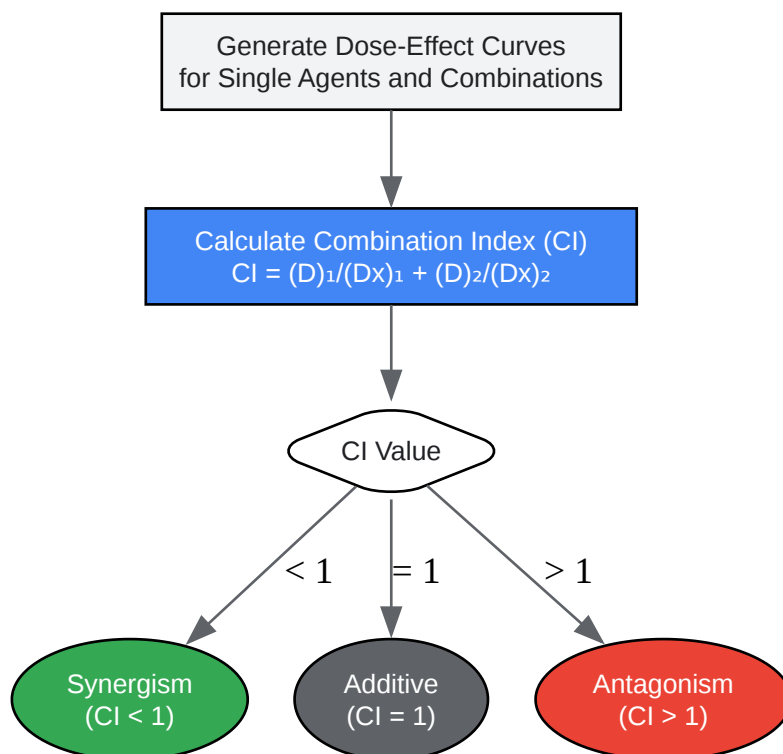 Generate Dose-Effect Curves
for Single Agents and Combinations
Calculate Combination Index (CI)
CI = (D)₁/(Dx)₁ + (D)₂/(Dx)₂
CI Value
< 1
= 1
> 1
Synergism
(CI < 1)
Additive
(CI = 1)
Antagonism
(CI > 1)